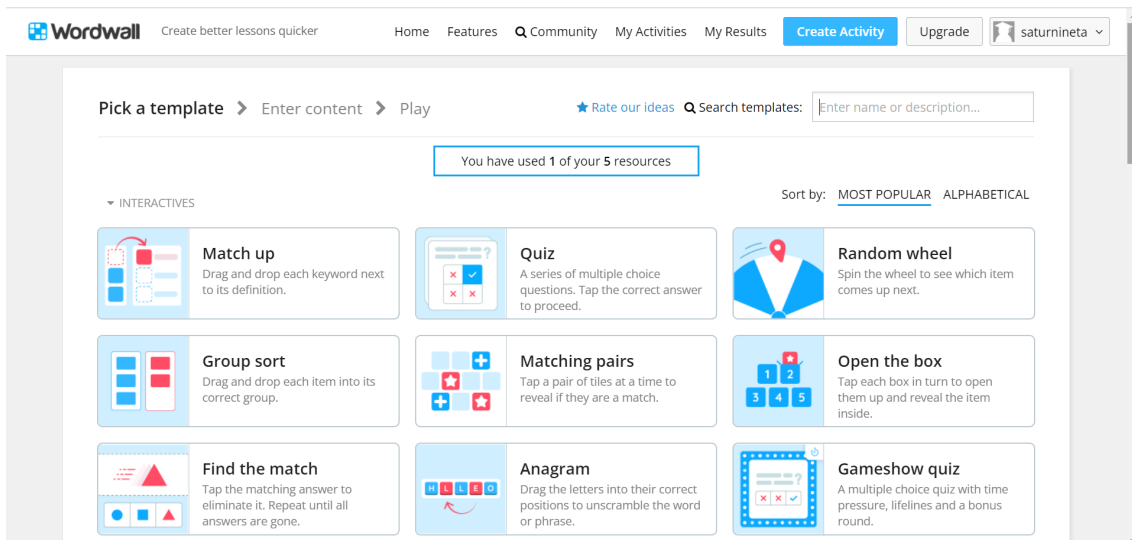 Wordwall Create better lessons quicker Home Features Community My Activities My Results Create Activity Upgrade saturnineta
Pick a template Enter content Play Rate our ideas Search templates: Enter name or description...
You have used 1 of your 5 resources
INTERACTIVES Sort by: MOST POPULAR ALPHABETICAL
Match up
Drag and drop each keyword next
to its definition.
Quiz
?
A series of multiple choice
questions. Tap the correct answer
to proceed.
Random wheel
Spin the wheel to see which item
comes up next.
Group sort
Drag and drop each item into its
correct group.
Matching pairs
Tap a pair of tiles at a time to
reveal if they are a match.
1 2
3 4 5
Open the box
Tap each box in turn to open
them up and reveal the item
inside.
Find the match
Tap the matching answer to
eliminate it. Repeat until all
answers are gone.
H L L E O
Anagram
Drag the letters into their correct
positions to unscramble the word
or phrase.
?
Gameshow quiz
A multiple choice quiz with time
pressure, lifelines and a bonus
round.